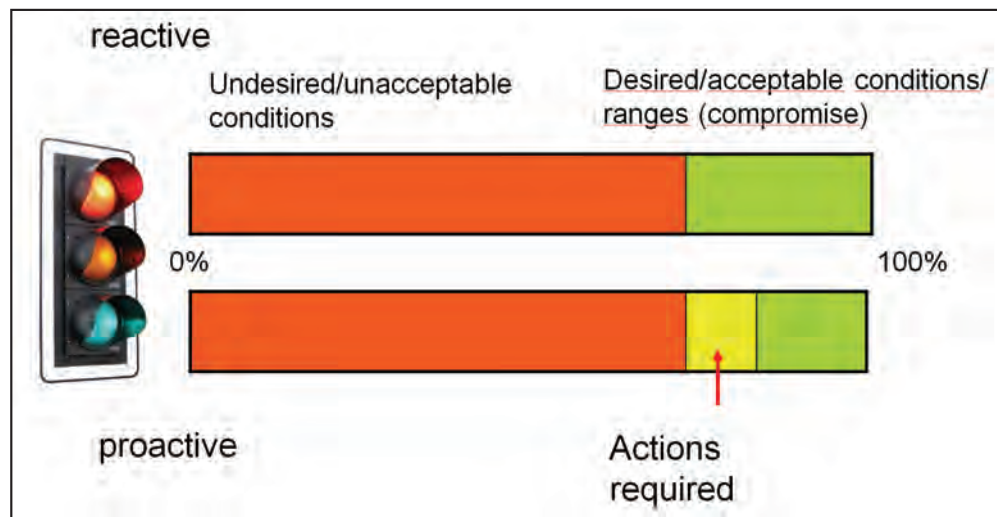 reactive
Undesired/unacceptable
conditions
Desired/acceptable conditions/
ranges (compromise)
0%
100%
proactive
Actions
required